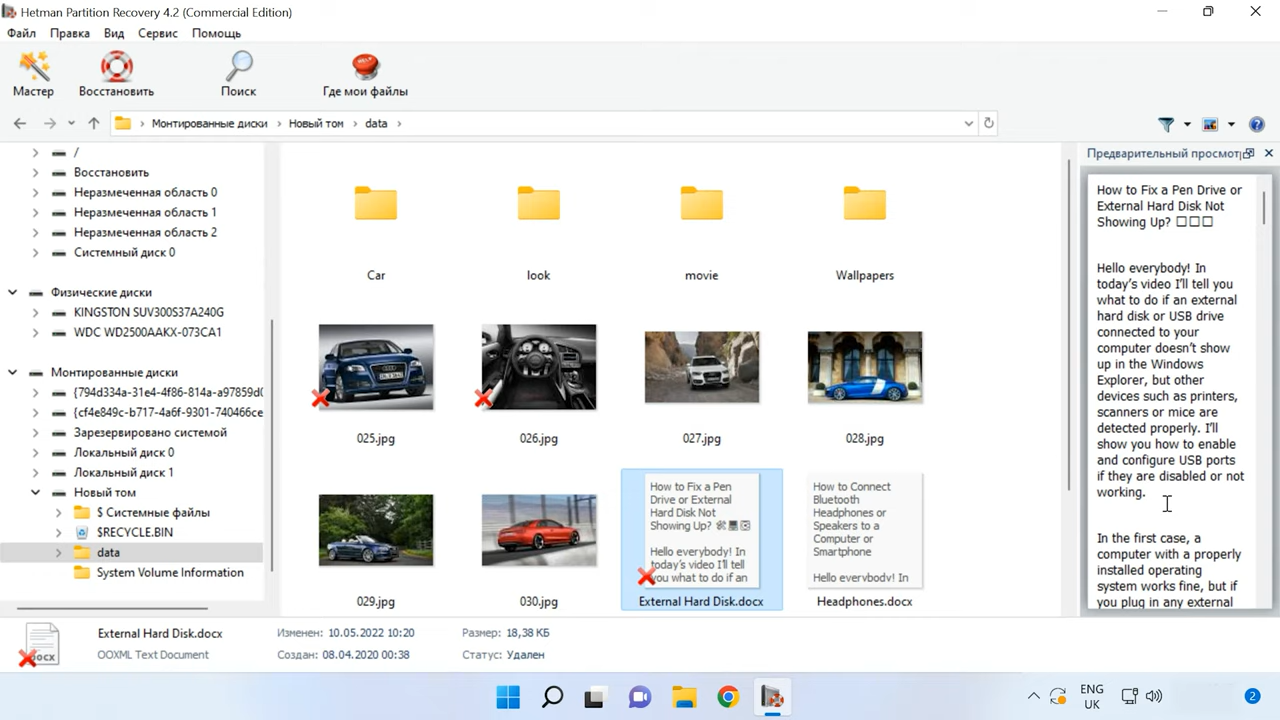 Hetman Partition Recovery 4.2 (Commercial Edition)
Файл Правка Вид Сервис Помощь
Мастер Восстановить Поиск Где мои файлы
Монтированные диски Новый том data
/
Восстановить
Неразмеченная область 0
Неразмеченная область 1
Неразмеченная область 2
Системный диск 0
Физические диски
KINGSTON SUV300S37A240G
WDC WD2500AAKX-073CA1
Монтированные диски
{794d334a-31e4-4f86-814a-a97859d(
{cf4e849c-b717-4a6f-9301-740466ce
Зарезервировано системой
Локальный диск 0
Локальный диск 1
Новый том
$ Системные файлы
$RECYCLE.BIN
data
System Volume Information
Car look movie Wallpapers
025.jpg 026.jpg 027.jpg 028.jpg
How to Fix a Pen
Drive or External
Hard Disk Not
Showing Up?
Hello everybody! In
today's video I'll tell
you what to do if an
How to Connect
Bluetooth
Headphones or
Speakers to a
Computer or
Smartphone
Hello everybody! In
029.jpg 030.jpg External Hard Disk.docx Headphones.docx
Предварительный просмотр
How to Fix a Pen Drive or
External Hard Disk Not
Showing Up? □□□
Hello everybody! In
today's video I'll tell you
what to do if an external
hard disk or USB drive
connected to your
computer doesn't show
up in the Windows
Explorer, but other
devices such as printers,
scanners or mice are
detected properly. I'll
show you how to enable
and configure USB ports
if they are disabled or not
working.
In the first case, a
computer with a properly
installed operating
system works fine, but if
you plug in any external
DOCX
External Hard Disk.docx Изменен: 10.05.2022 10:20 Размер: 18,38 КБ
OOXML Text Document Создан: 08.04.2020 00:38 Статус: Удален
ENG
UK
2